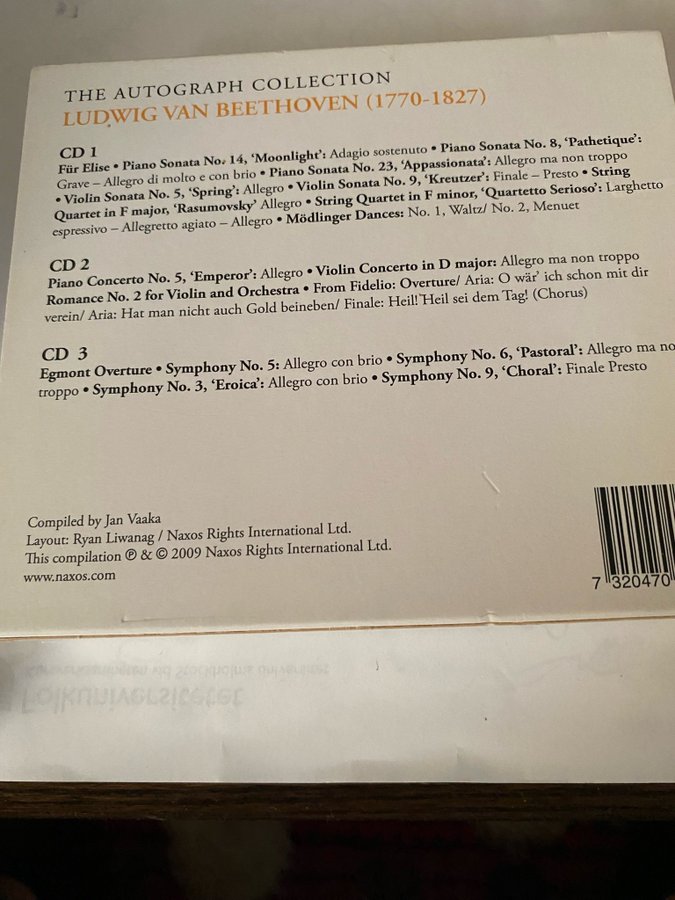 THE AUTOGRAPH COLLECTION
LUDWIG VAN BEETHOVEN (1770-1827)
CD 1
Für Elise • Piano Sonata No. 14, ‘Moonlight’: Adagio sostenuto • Piano Sonata No. 8, ‘Pathetique’:
Grave – Allegro di molto e con brio • Piano Sonata No. 23, ‘Appassionata’: Allegro ma non troppo
• Violin Sonata No. 5, ‘Spring’: Allegro • Violin Sonata No. 9, ‘Kreutzer’: Finale – Presto • String
Quartet in F major, ‘Rasumovsky’ Allegro • String Quartet in F minor, ‘Quartetto Serioso’: Larghetto
espressivo – Allegretto agiato – Allegro • Mödlinger Dances: No. 1, Waltz/ No. 2, Menuet
CD 2
Piano Concerto No. 5, ‘Emperor’: Allegro • Violin Concerto in D major: Allegro ma non troppo
Romance No. 2 for Violin and Orchestra • From Fidelio: Overture/ Aria: O wär’ ich schon mit dir
verein/ Aria: Hat man nicht auch Gold beineben/ Finale: Heil! Heil sei dem Tag! (Chorus)
CD 3
Egmont Overture • Symphony No. 5: Allegro con brio • Symphony No. 6, ‘Pastoral’: Allegro ma no
troppo • Symphony No. 3, ‘Eroica’: Allegro con brio • Symphony No. 9, ‘Choral’: Finale Presto
Compiled by Jan Vaaka
Layout: Ryan Liwanag / Naxos Rights International Ltd.
This compilation ℗ & © 2009 Naxos Rights International Ltd.
www.naxos.com
7 320470
Kursverksamheten vid Stockholms universitet
Folkuniversitetet